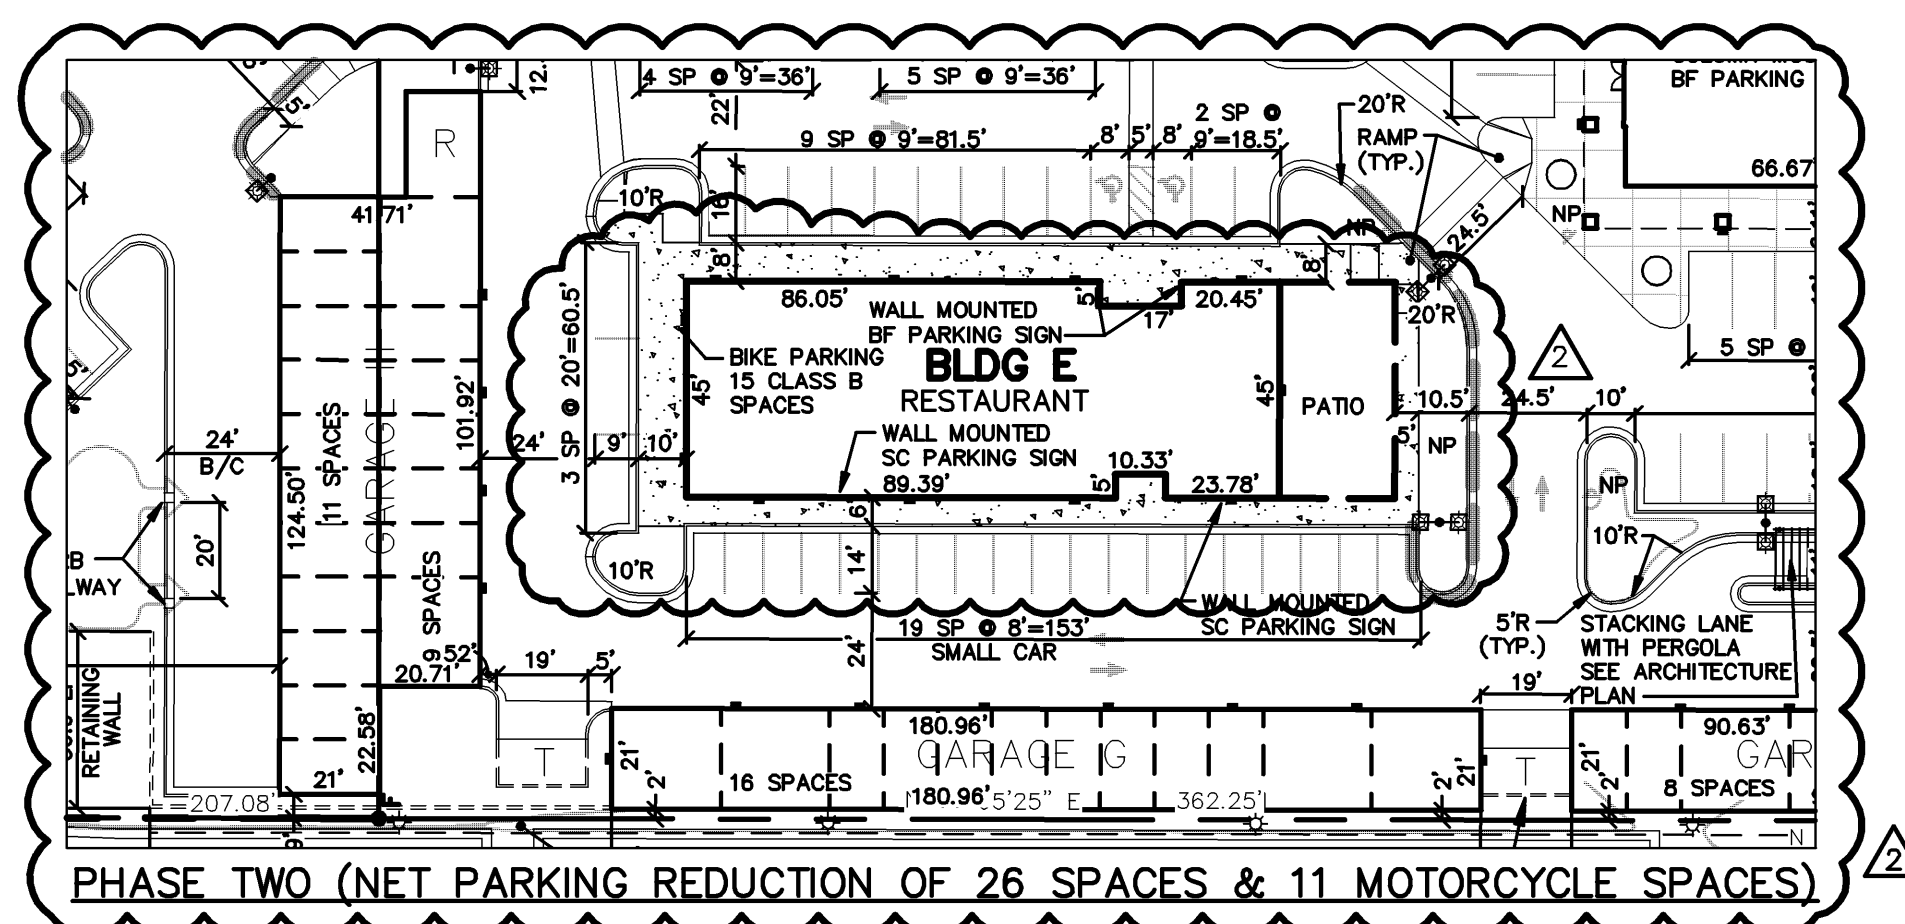 4 SP @ 9'=36'
5 SP @ 9'=36'
12.
5'
22'
R
9 SP @ 9'=81.5'
8'
5'
8'
2 SP @
9'=18.5'
20'R
RAMP
(TYP.)
BF PARKING
66.67'
NP
24.5'
41.71'
10'R
16'
NP
8'
8'
86.05'
5'
17'
20.45'
20'R
WALL MOUNTED
BF PARKING SIGN
BIKE PARKING
15 CLASS B
SPACES
BLDG E
RESTAURANT
45'
45'
PATIO
3 SP @ 20'=60.5'
2
5 SP @
10.5'
24.5'
10'
5'
NP
5'
24'
B/C
11 SPACES
GARAGE H
101.92'
124.50'
24'
9'
10'
WALL MOUNTED
SC PARKING SIGN
10.33'
89.39'
5'
23.78'
6'
14'
NP
10'R
10'R
20'
WAY
9 SPACES
WALL MOUNTED
SC PARKING SIGN
19 SP @ 8'=153'
SMALL CAR
24'
5'R
(TYP.)
STACKING LANE
WITH PERGOLA
SEE ARCHITECTURE
PLAN
52'
20.71'
19'
5'
19'
RETAINING
WALL
22.58'
21'
T
180.96'
GARAGE G
21'
2'
16 SPACES
2'
21'
T
90.63'
GAR
21'
2'
8 SPACES
207.08'
180.96'
5'25" E
362.25'
9'
N
PHASE TWO (NET PARKING REDUCTION OF 26 SPACES & 11 MOTORCYCLE SPACES)
2